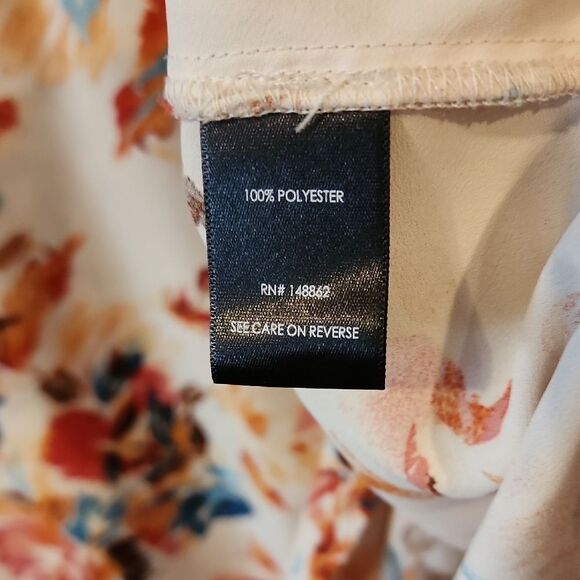 100% POLYESTER
RN# 148862
SEE CARE ON REVERSE